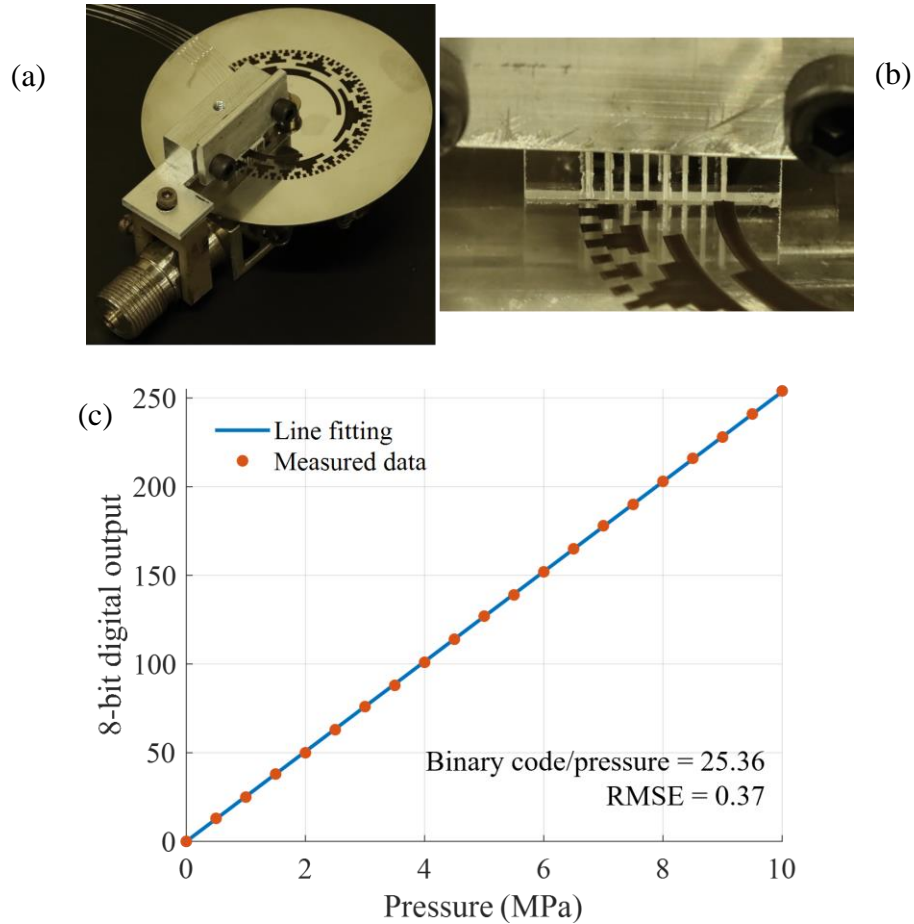 (a)
(b)
(c)
250
200
150
100
50
0
8-bit digital output
Line fitting
Measured data
Binary code/pressure = 25.36
RMSE = 0.37
0 2 4 6 8 10
Pressure (MPa)